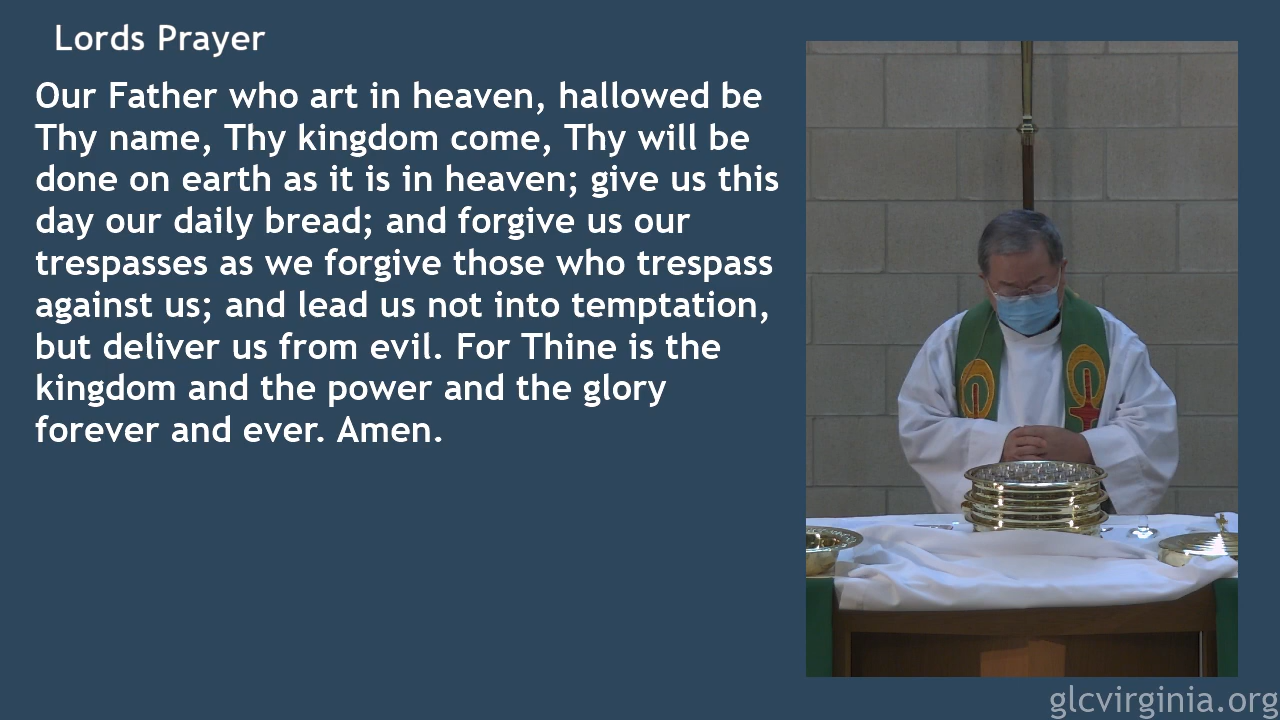 Lords Prayer
Our Father who art in heaven, hallowed be
Thy name, Thy kingdom come, Thy will be
done on earth as it is in heaven; give us this
day our daily bread; and forgive us our
trespasses as we forgive those who trespass
against us; and lead us not into temptation,
but deliver us from evil. For Thine is the
kingdom and the power and the glory
forever and ever. Amen.
glcvirginia.org